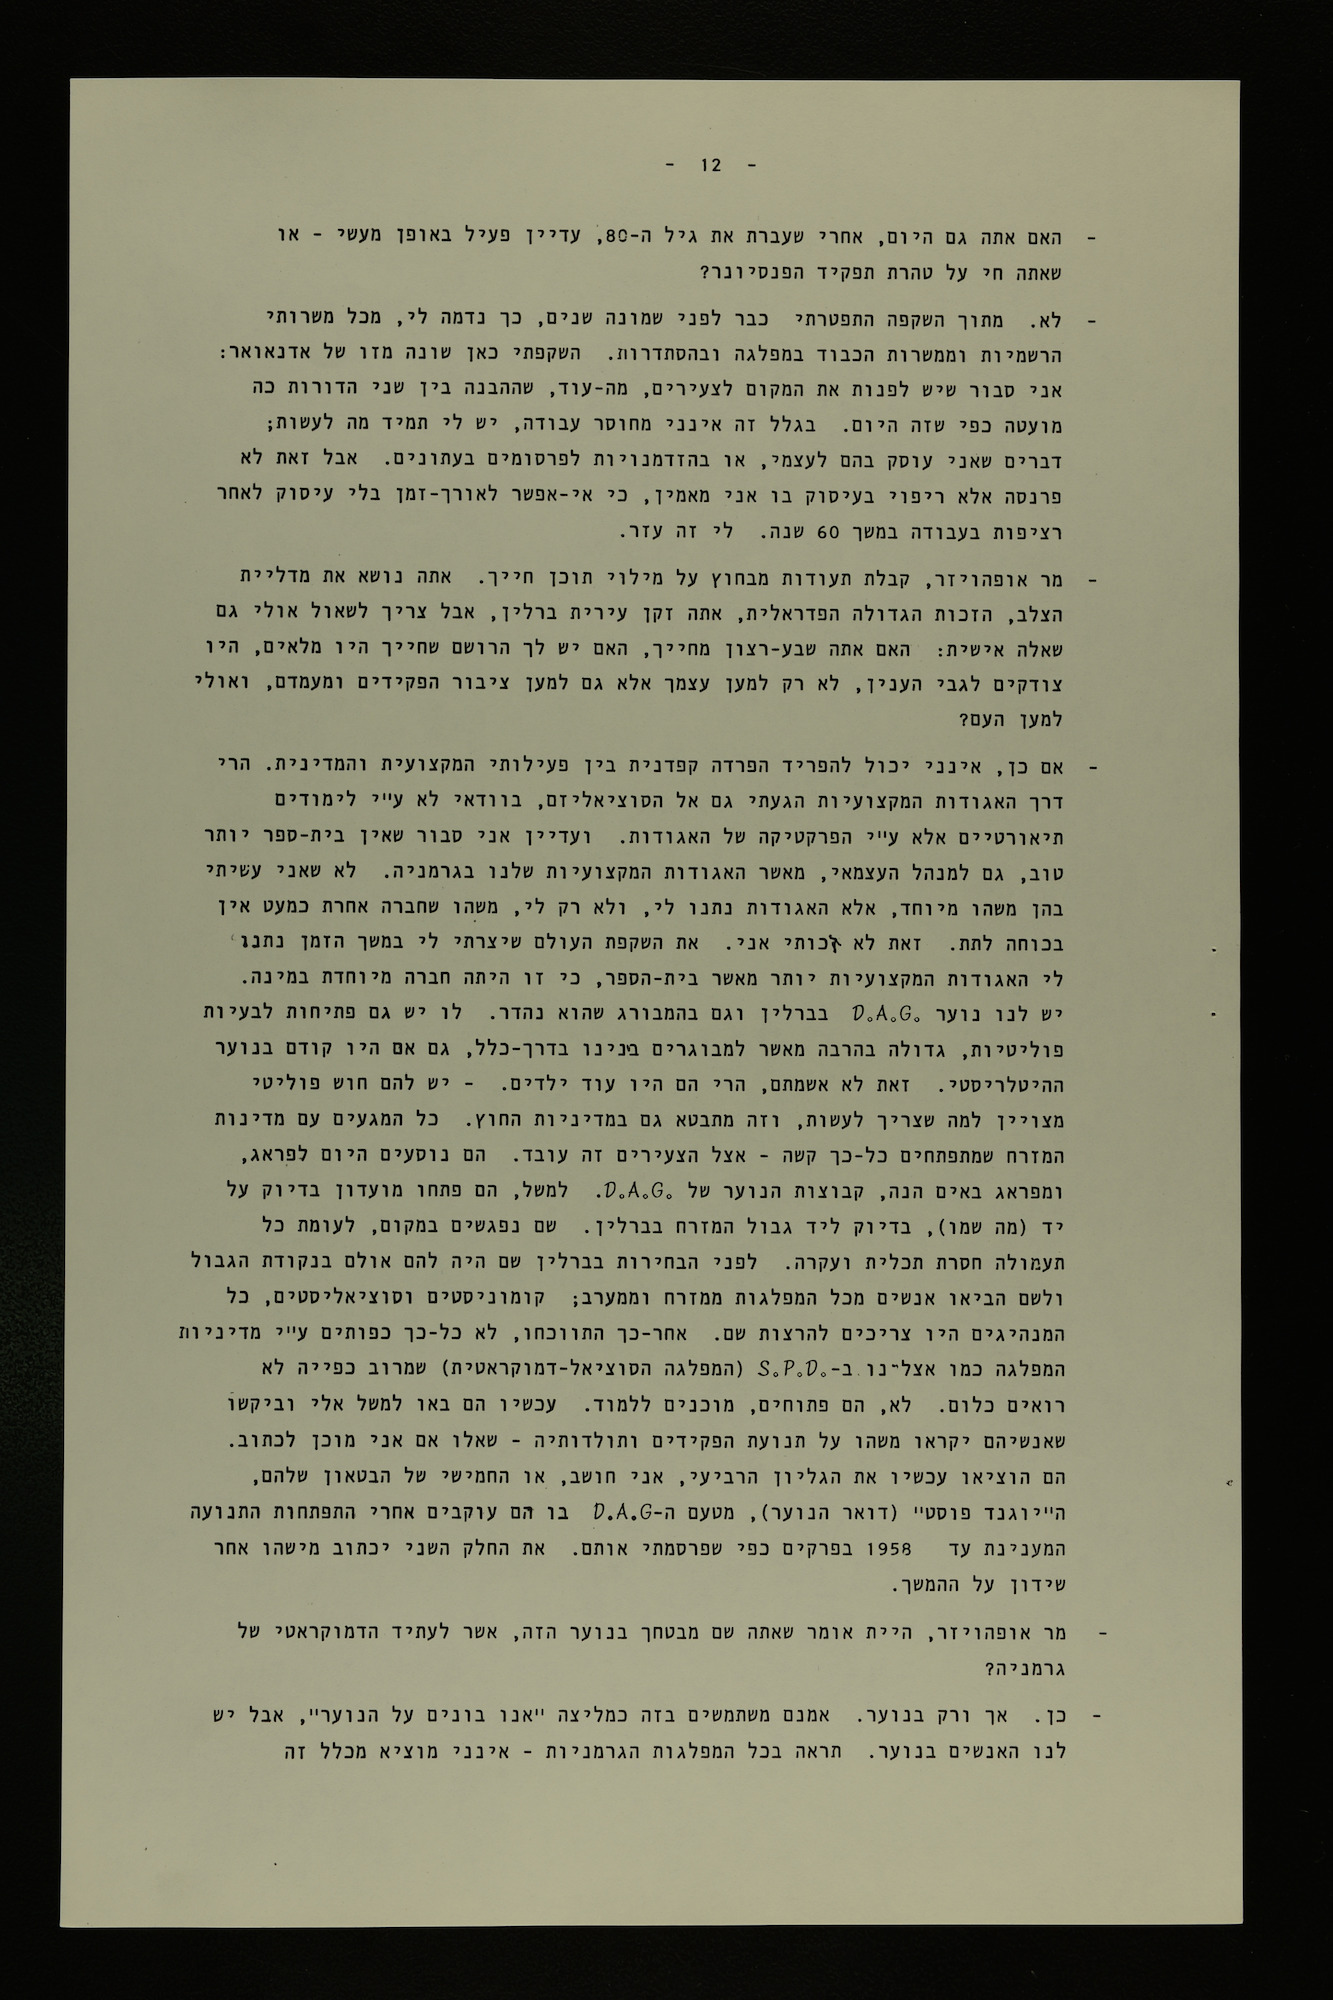 - 12 -
- האם אתה גם היום, אחרי שעברת את גיל ה-80, עדיין פעיל באופן מעשי - או
שאתה חי על טהרת תפקיד הפנסיונר?
- לא. מתוך השקפה התפטרתי כבר לפני שמונה שנים, כך נדמה לי, מכל משרותי
הרשמיות וממשרות הכבוד במפלגה ובהסתדרות. השקפתי כאן שונה מזו של אדנאואר:
אני סבור שיש לפנות את המקום לצעירים, מה-עוד, שההבנה בין שני הדורות כה
מועטה כפי שזה היום. בגלל זה אינני מחוסר עבודה, יש לי תמיד מה לעשות;
דברים שאני עוסק בהם לעצמי, או בהזדמנויות לפרסומים בעתונים. אבל זאת לא
פרנסה אלא ריפוי בעיסוק בו אני מאמין, כי אי-אפשר לאורך-זמן בלי עיסוק לאחר
רציפות בעבודה במשך 60 שנה. לי זה עזר.
- מר אופהויזר, קבלת תעודות מבחוץ על מילוי תוכן חייך. אתה נושא את מדליית
הצלב, הזכות הגדולה הפדראלית, אתה זקן עירית ברלין, אבל צריך לשאול אולי גם
שאלה אישית: האם אתה שבע-רצון מחייך, האם יש לך הרושם שחייך היו מלאים, היו
צודקים לגבי הענין, לא רק למען עצמך אלא גם למען ציבור הפקידים ומעמדם, ואולי
למען העם?
- אם כן, אינני יכול להפריד הפרדה קפדנית בין פעילותי המקצועית והמדינית. הרי
דרך האגודות המקצועיות הגעתי גם אל הסוציאליזם, בוודאי לא ע"י לימודים
תיאורטיים אלא ע"י הפרקטיקה של האגודות. ועדיין אני סבור שאין בית-ספר יותר
טוב, גם למנהל העצמאי, מאשר האגודות המקצועיות שלנו בגרמניה. לא שאני עשיתי
בהן משהו מיוחד, אלא האגודות נתנו לי, ולא רק לי, משהו שחברה אחרת כמעט אין
בכוחה לתת. זאת לא זכותי אני. את השקפת העולם שיצרתי לי במשך הזמן נתנו
לי האגודות המקצועיות יותר מאשר בית-הספר, כי זו היתה חברה מיוחדת במינה.
יש לנו נוער D.A.G. בברלין וגם בהמבורג שהוא נהדר. לו יש גם פתיחות לבעיות
פוליטיות, גדולה בהרבה מאשר למבוגרים בנינו בדרך-כלל, גם אם היו קודם בנוער
ההיטלריסטי. זאת לא אשמתם, הרי הם היו עוד ילדים. - יש להם חוש פוליטי
מצויין למה שצריך לעשות, וזה מתבטא גם במדיניות החוץ. כל המגעים עם מדינות
המזרח שמתפתחים כל-כך קשה - אצל הצעירים זה עובד. הם נוסעים היום לפראג,
ומפראג באים הנה, קבוצות הנוער של D.A.G.. למשל, הם פתחו מועדון בדיוק על
יד (מה שמו), בדיוק ליד גבול המזרח בברלין. שם נפגשים במקום, לעומת כל
תעמולה חסרת תכלית ועקרה. לפני הבחירות בברלין שם היה להם אולם בנקודת הגבול
ולשם הביאו אנשים מכל המפלגות ממזרח וממערב; קומוניסטים וסוציאליסטים, כל
המנהיגים היו צריכים להרצות שם. אחר-כך התווכחו, לא כל-כך כפותים ע"י מדיניות
המפלגה כמו אצלינו ב-S.P.D. (המפלגה הסוציאל-דמוקראטית) שמרוב כפייה לא
רואים כלום. לא, הם פתוחים, מוכנים ללמוד. עכשיו הם באו למשל אלי וביקשו
שאנשיהם יקראו משהו על תנועת הפקידים ותולדותיה - שאלו אם אני מוכן לכתוב.
הם הוציאו עכשיו את הגליון הרביעי, אני חושב, או החמישי של הבטאון שלהם,
ה"יוגנד פוסט" (דואר הנוער), מטעם ה-D.A.G בו הם עוקבים אחרי התפתחות התנועה
המענינת עד 1958 בפרקים כפי שפרסמתי אותם. את החלק השני יכתוב מישהו אחר
שידון על ההמשך.
- מר אופהויזר, היית אומר שאתה שם מבטחך בנוער הזה, אשר לעתיד הדמוקראטי של
גרמניה?
- כן. אך ורק בנוער. אמנם משתמשים בזה כמליצה "אנו בונים על הנוער", אבל יש
לנו האנשים בנוער. תראה בכל המפלגות הגרמניות - אינני מוציא מכלל זה